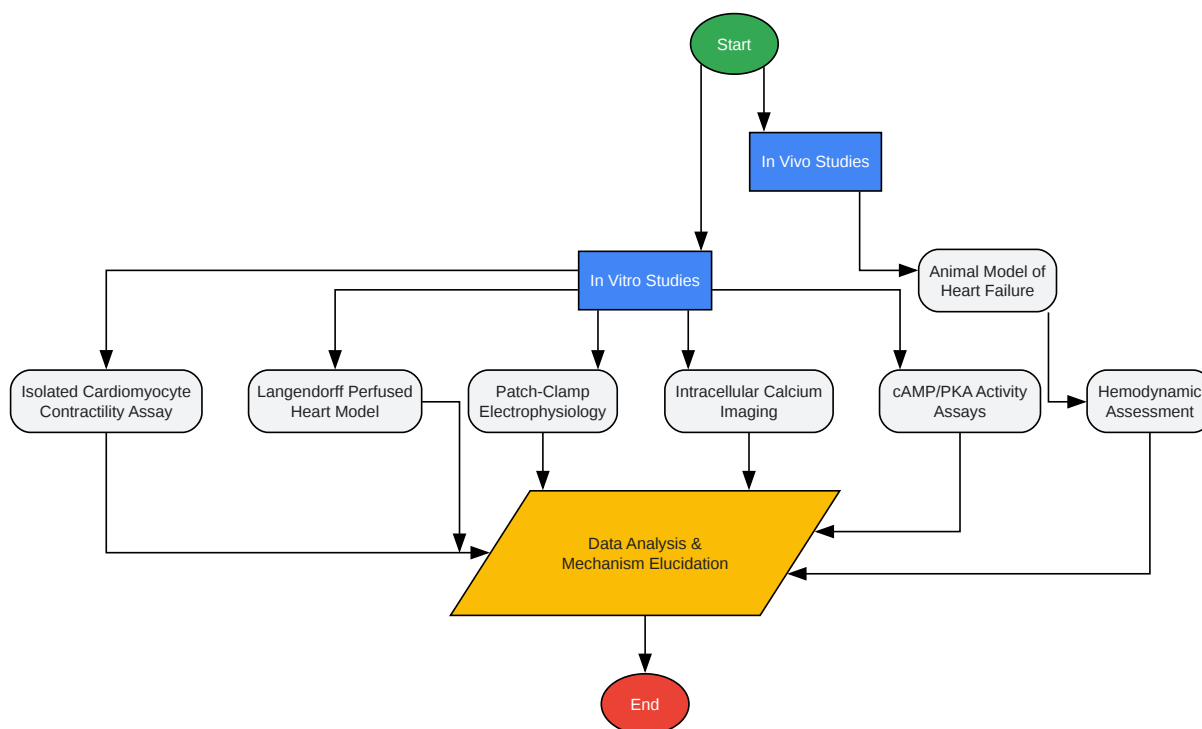 Start
In Vivo Studies
In Vitro Studies
Animal Model of
Heart Failure
Isolated Cardiomyocyte
Contractility Assay
Langendorff Perfused
Heart Model
Patch-Clamp
Electrophysiology
Intracellular Calcium
Imaging
cAMP/PKA Activity
Assays
Hemodynamic
Assessment
Data Analysis &
Mechanism Elucidation
End